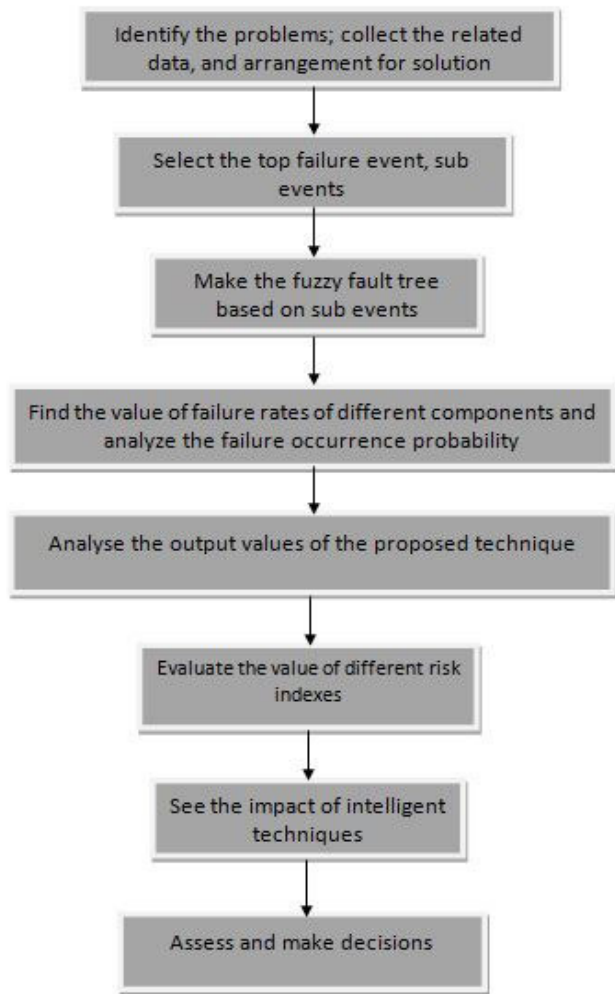 Identify the problems; collect the related
data, and arrangement for solution
Select the top failure event, sub
events
Make the fuzzy fault tree
based on sub events
Find the value of failure rates of different components and
analyze the failure occurrence probability
Analyse the output values of the proposed technique
Evaluate the value of different risk
indexes
See the impact of intelligent
techniques
Assess and make decisions